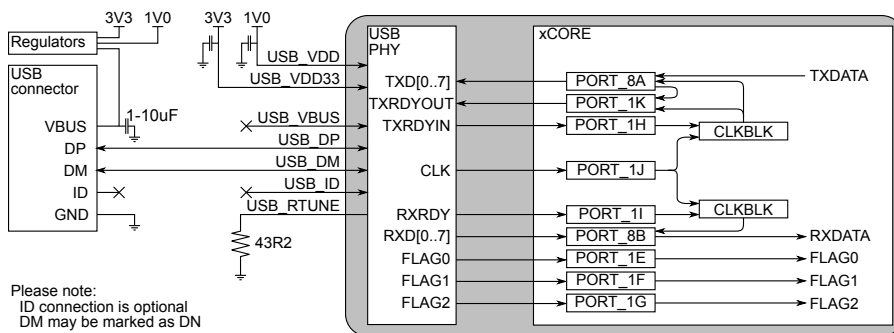 3V3 1V0
Regulators
USB
connector
1-10uF
VBUS
DP
DM
ID
GND
Please note:
ID connection is optional
DM may be marked as DN
3V3 1V0
USB_VDD
USB_VDD33
USB_VBUS
USB_DP
USB_DM
USB_ID
USB_RTUNE
43R2
USB
PHY
TXD[0..7]
TXRDYOUT
TXRDYIN
CLK
RXRDY
RXD[0..7]
FLAG0
FLAG1
FLAG2
xCORE
PORT_8A
PORT_1K
PORT_1H
PORT_1J
PORT_1I
PORT_8B
PORT_1E
PORT_1F
PORT_1G
CLKBLK
CLKBLK
TXDATA
RXDATA
FLAG0
FLAG1
FLAG2